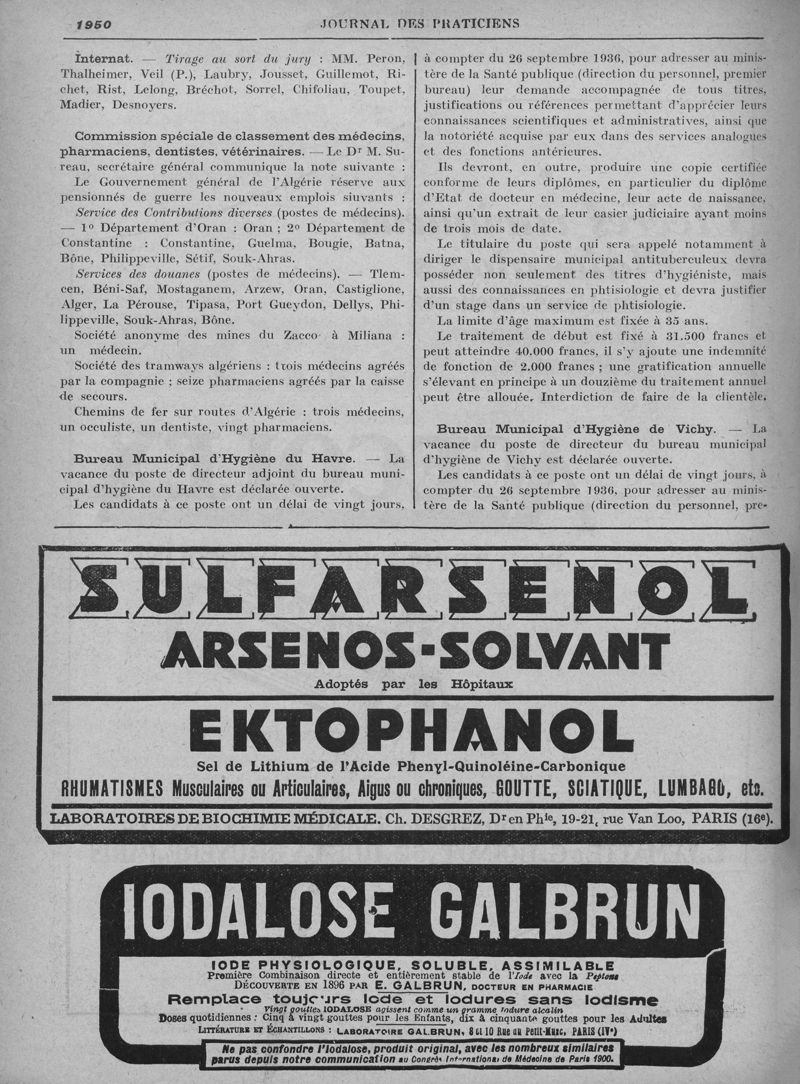 1950
JOURNAL DES PRATICIENS
Internat. — Tirage au sort du jury : MM. Peron,
Thalheimer, Veil (P.), Laubry, Jousset, Guillemot, Ri-
chet, Rist, Lelong, Bréchot, Sorrel, Chifoliau, Toupet,
Madier, Desnoyers.
Commission spéciale de classement des médecins,
pharmaciens, dentistes, vétérinaires. — Le Dr M. Su-
reau, secrétaire général communique la note suivante :
Le Gouvernement général de l'Algérie réserve aux
pensionnés de guerre les nouveaux emplois siuvants :
Service des Contributions diverses (postes de médecins).
— 1o Département d'Oran : Oran ; 2o Département de
Constantine : Constantine, Guelma, Bougie, Batna,
Bône, Philippeville, Sétif, Souk-Ahras.
Services des douanes (postes de médecins). — Tlem-
cen, Béni-Saf, Mostaganem, Arzew, Oran, Castiglione,
Alger, La Pérouse, Tipasa, Port Gueydon, Dellys, Phi-
lippeville, Souk-Ahras, Bône.
Société anonyme des mines du Zacco à Miliana :
un médecin.
Société des tramways algériens : trois médecins agréés
par la compagnie ; seize pharmaciens agréés par la caisse
de secours.
Chemins de fer sur routes d'Algérie : trois médecins,
un occuliste, un dentiste, vingt pharmaciens.
Bureau Municipal d'Hygiène du Havre. — La
vacance du poste de directeur adjoint du bureau muni-
cipal d'hygiène du Havre est déclarée ouverte.
Les candidats à ce poste ont un délai de vingt jours,
à compter du 26 septembre 1936, pour adresser au minis-
tère de la Santé publique (direction du personnel, premier
bureau) leur demande accompagnée de tous titres,
justifications ou références permettant d'apprécier leurs
connaissances scientifiques et administratives, ainsi que
la notoriété acquise par eux dans des services analogues
et des fonctions antérieures.
Ils devront, en outre, produire une copie certifiée
conforme de leurs diplômes, en particulier du diplôme
d'Etat de docteur en médecine, leur acte de naissance,
ainsi qu'un extrait de leur casier judiciaire ayant moins
de trois mois de date.
Le titulaire du poste qui sera appelé notamment à
diriger le dispensaire municipal antituberculeux devra
posséder non seulement des titres d'hygiéniste, mais
aussi des connaissances en phtisiologie et devra justifier
d'un stage dans un service de phtisiologie.
La limite d'âge maximum est fixée à 35 ans.
Le traitement de début est fixé à 31.500 francs et
peut atteindre 40.000 francs, il s'y ajoute une indemnité
de fonction de 2.000 francs ; une gratification annuelle
s'élevant en principe à un douzième du traitement annuel
peut être allouée. Interdiction de faire de la clientèle.
Bureau Municipal d'Hygiène de Vichy. — La
vacance du poste de directeur du bureau municipal
d'hygiène de Vichy est déclarée ouverte.
Les candidats à ce poste ont un délai de vingt jours, à
compter du 26 septembre 1936, pour adresser au minis-
tère de la Santé publique (direction du personnel, pre-
SULFARSENOL
ARSENOS-SOLVANT
Adoptés par les Hôpitaux
EKTOPHANOL
Sel de Lithium de l'Acide Phenyl-Quinoléine-Carbonique
RHUMATISMES Musculaires ou Articulaires, Aigus ou chroniques, GOUTTE, SCIATIQUE, LUMBAGO, etc.
LABORATOIRES DE BIOCHIMIE MÉDICALE. Ch. DESGREZ, Dr en Phie, 19-21, rue Van Loo, PARIS (16e).
IODALOSE GALBRUN
IODE PHYSIOLOGIQUE, SOLUBLE, ASSIMILABLE
Première Combinaison directe et entièrement stable de l'Iode avec la Peptone
DÉCOUVERTE EN 1896 PAR E. GALBRUN, DOCTEUR EN PHARMACIE
Remplace toujours Iode et Iodures sans Iodisme
Vingt gouttes IODALOSE agissent comme un gramme Iodure alcalin
Doses quotidiennes : Cinq à vingt gouttes pour les Enfants, dix à cinquante gouttes pour les Adultes
LITTÉRATURE ET ÉCHANTILLONS : LABORATOIRE GALBRUN, 8 et 10 Rue du Petit-Musc, PARIS (IVe)
Ne pas confondre l'Iodalose, produit original, avec les nombreux similaires
parus depuis notre communication au Congrès International de Médecine de Paris 1900.